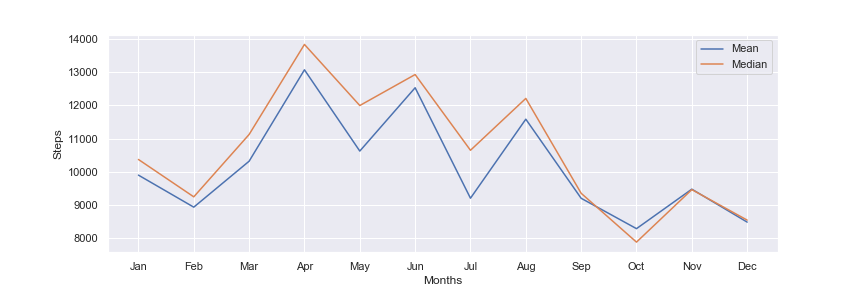 14000
13000
12000
11000
10000
9000
8000
Steps
Mean
Median
Jan Feb Mar Apr May Jun Jul Aug Sep Oct Nov Dec
Months